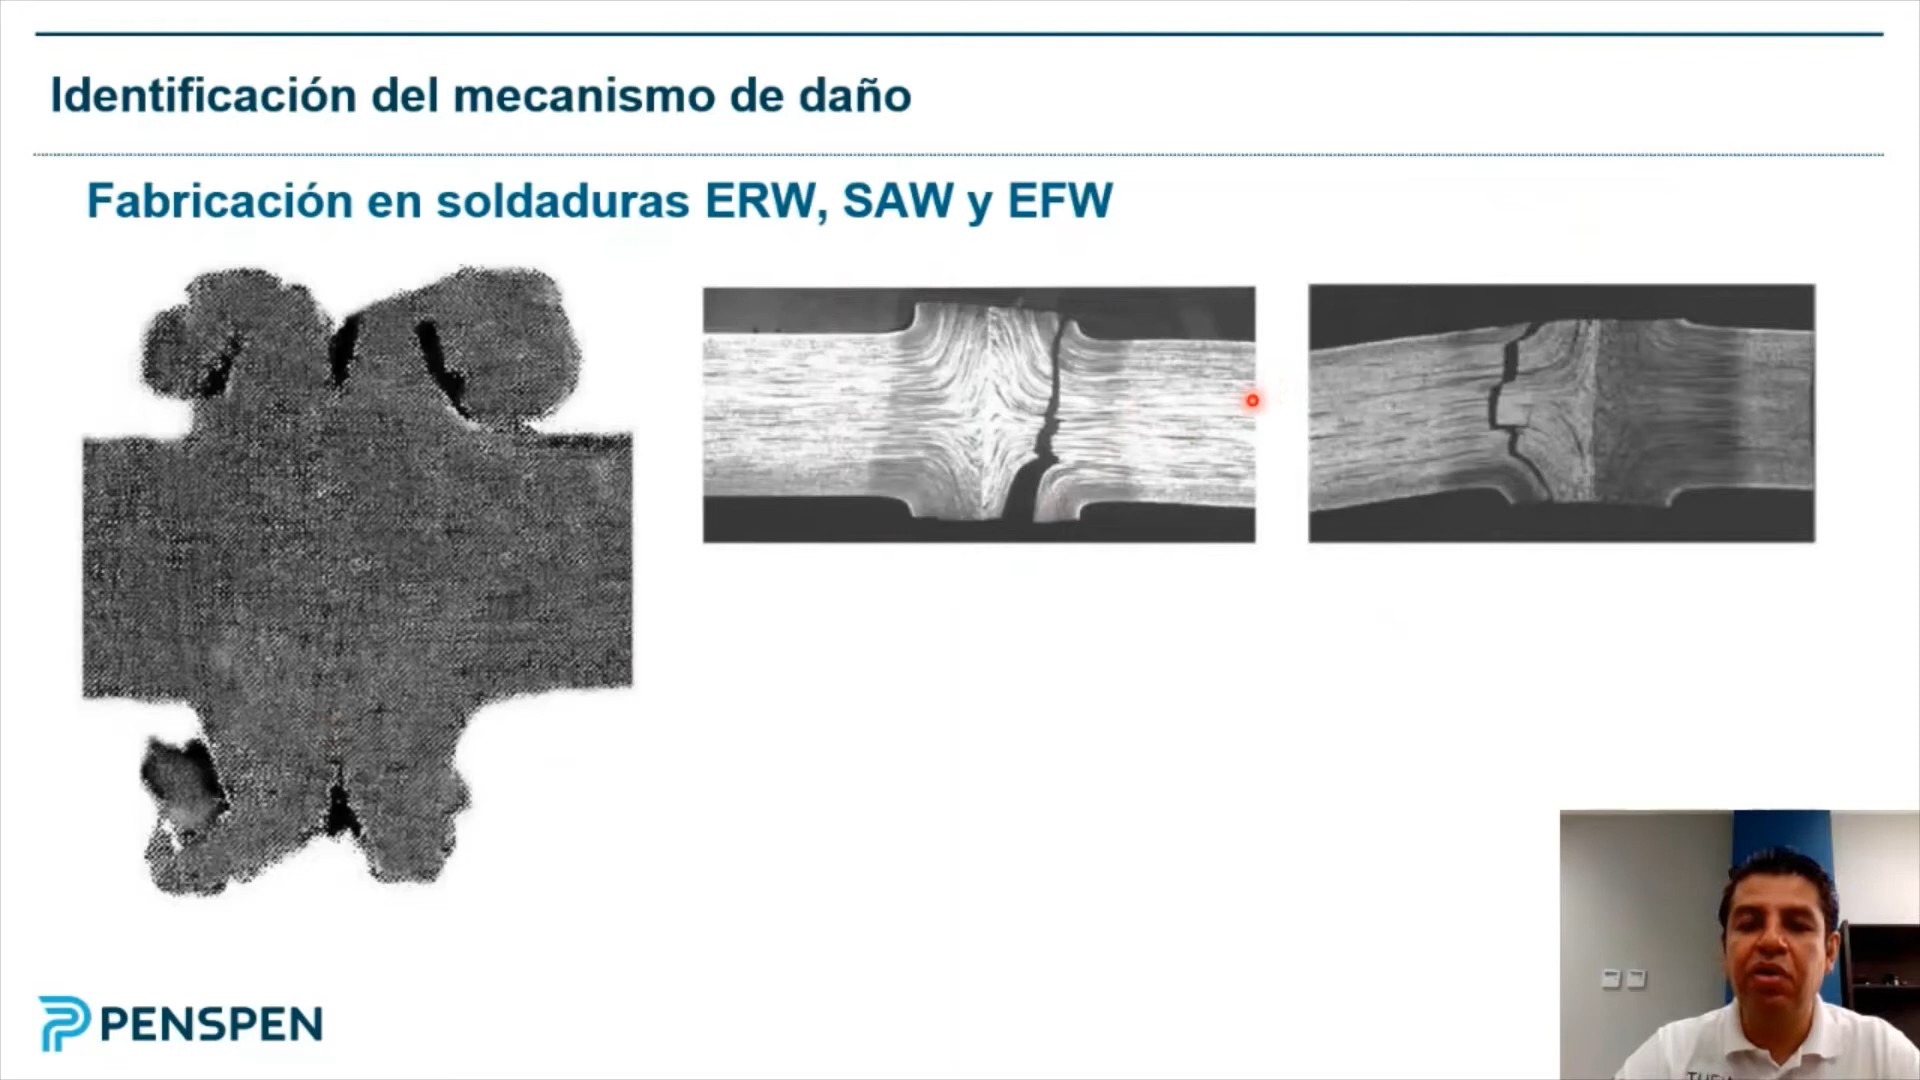 Identificación del mecanismo de daño
Fabricación en soldaduras ERW, SAW y EFW
PENSPEN